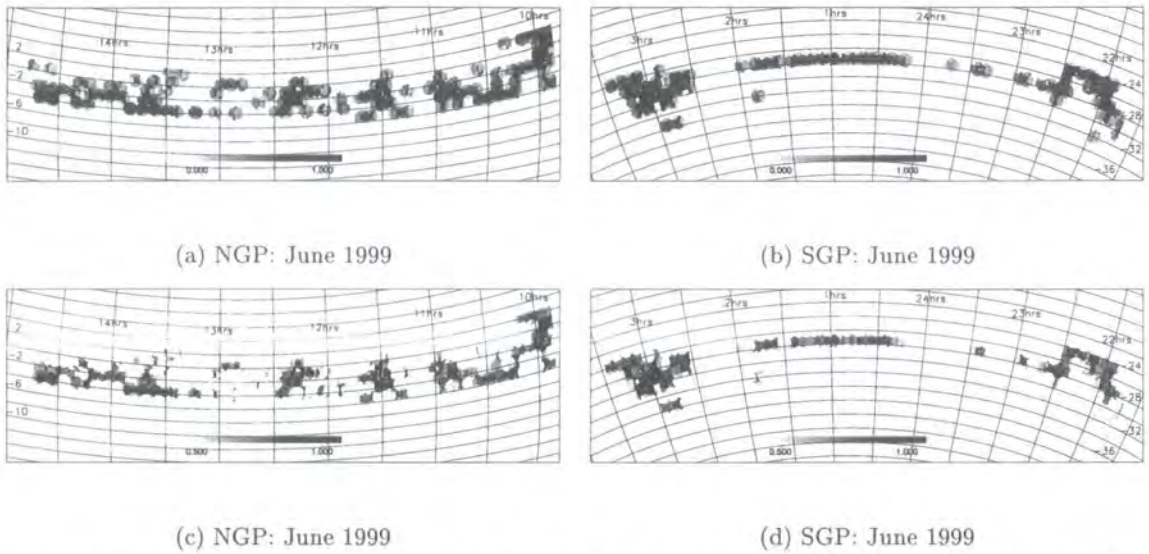 14hrs 13hrs 12hrs 11hrs 10hrs
2
-2
-6
-10
0.000 1.000
3hrs 2hrs 1hrs 24hrs 23hrs 22hrs
-24
-28
-32
-36
0.000 1.000
(a) NGP: June 1999
(b) SGP: June 1999
14hrs 13hrs 12hrs 11hrs 10hrs
2
-2
-6
-10
0.500 1.000
3hrs 2hrs 1hrs 24hrs 23hrs 22hrs
-24
-28
-32
-36
0.500 1.000
(c) NGP: June 1999
(d) SGP: June 1999